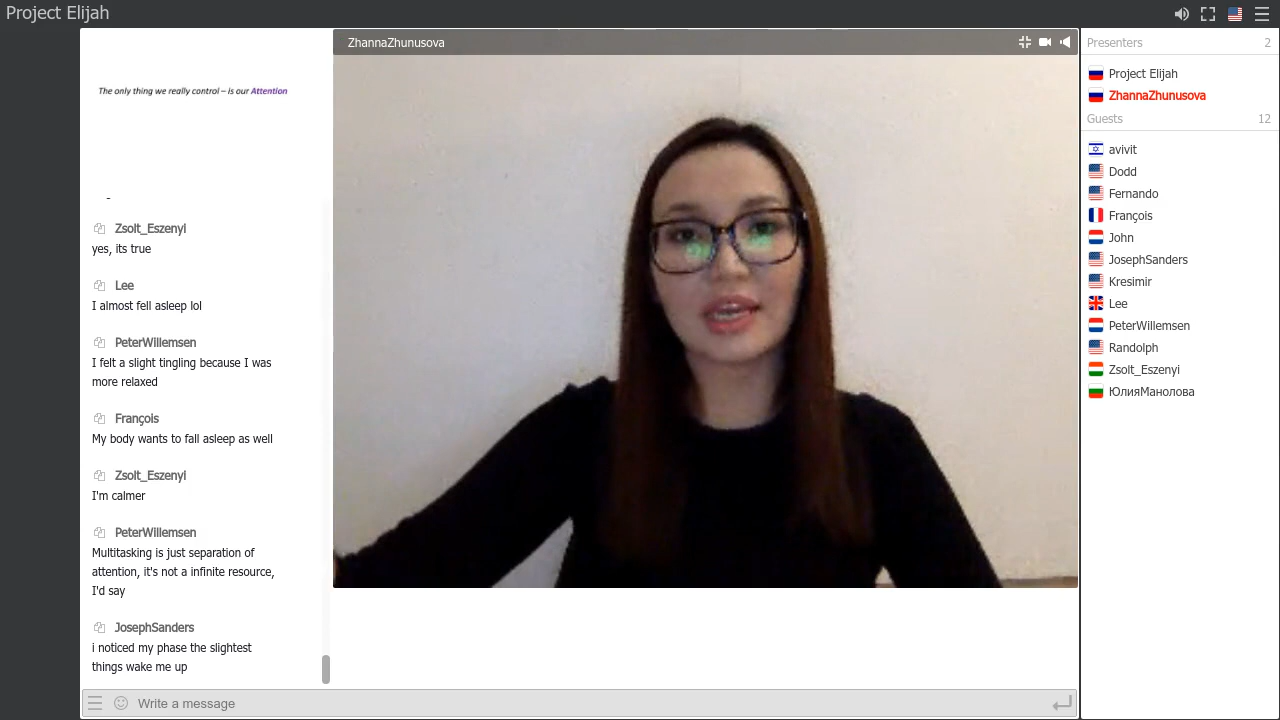 Project Elijah
The only thing we really control – is our Attention
Zsolt_Eszenyi
yes, its true
Lee
I almost fell asleep lol
PeterWillemsen
I felt a slight tingling because I was
more relaxed
François
My body wants to fall asleep as well
Zsolt_Eszenyi
I'm calmer
PeterWillemsen
Multitasking is just separation of
attention, it's not a infinite resource,
I'd say
JosephSanders
i noticed my phase the slightest
things wake me up
Write a message
ZhannaZhunusova
Presenters 2
Project Elijah
ZhannaZhunusova
Guests 12
avivit
Dodd
Fernando
François
John
JosephSanders
Kresimir
Lee
PeterWillemsen
Randolph
Zsolt_Eszenyi
ЮлияМанолова